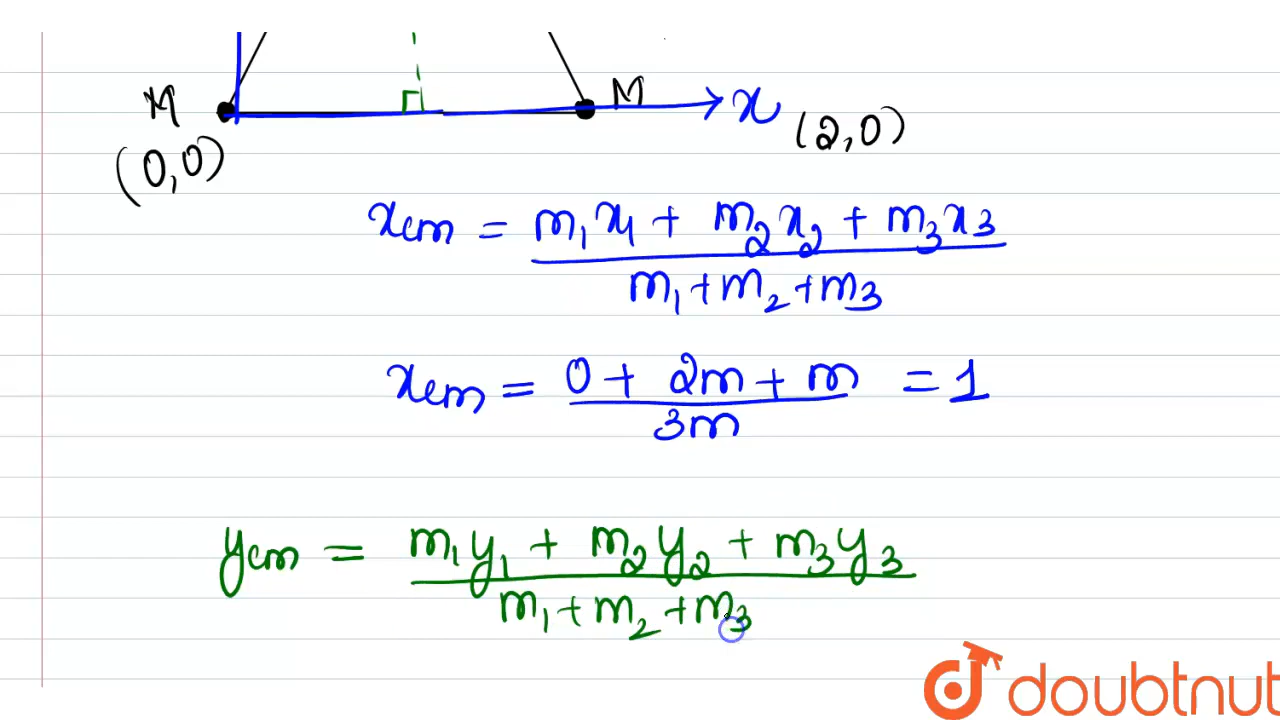 M M
x
(0,0) (2,0)
xcm = m₁x₁ + m₂x₂ + m₃x₃
m₁+m₂+m₃
xcm = 0 + 2m + m = 1
3m
ycm = m₁y₁ + m₂y₂ + m₃y₃
m₁+m₂+m₃
doubtnut